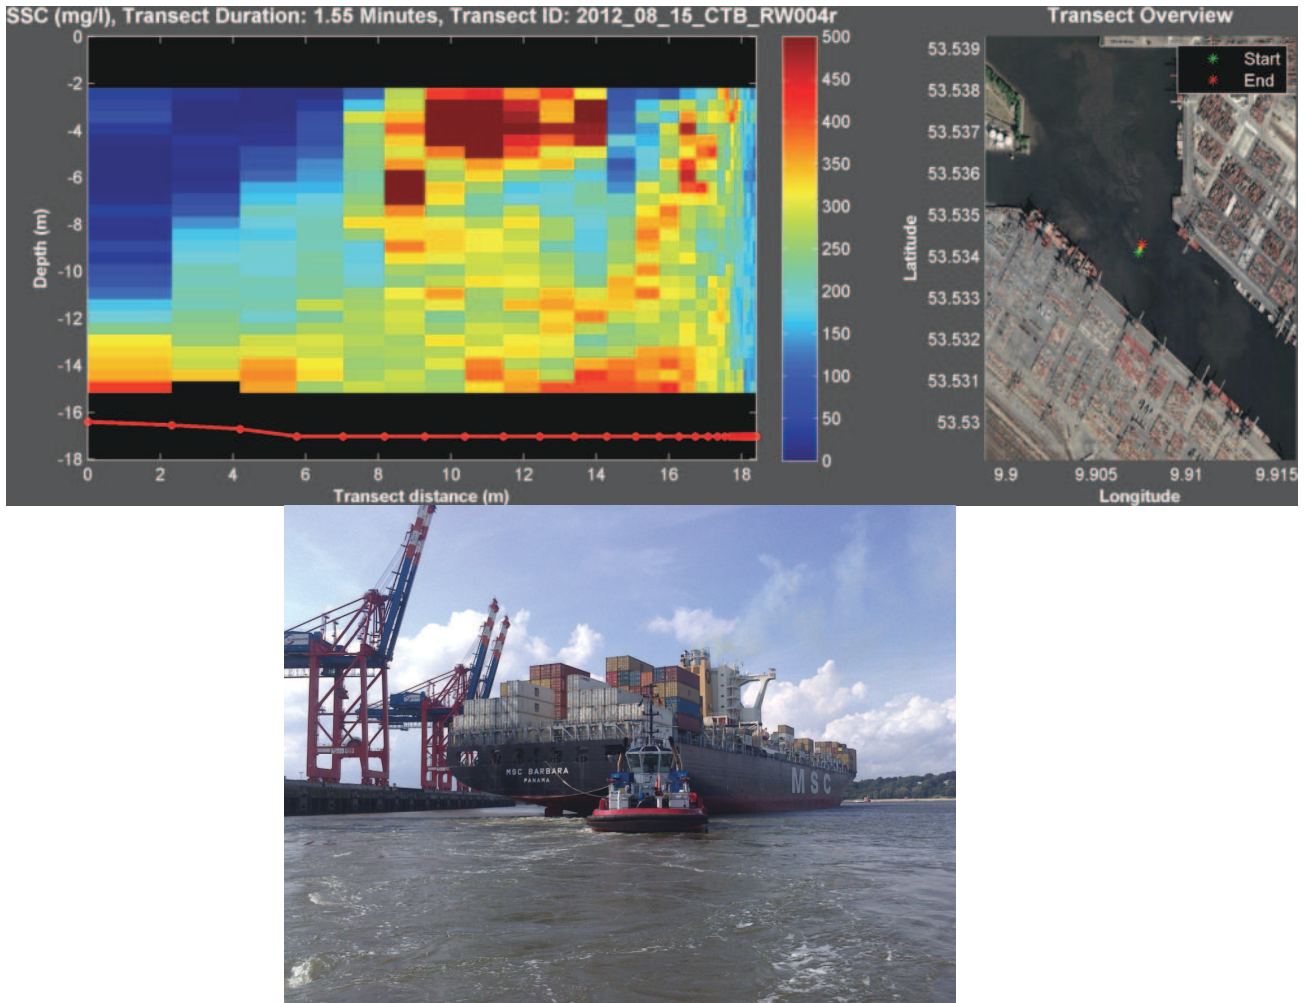 SSC (mg/l), Transect Duration: 1.55 Minutes, Transect ID: 2012_08_15_CTB_RW004r
Transect Overview
0
-2
-4
-6
-8
-10
-12
-14
-16
-18
Depth (m)
0 2 4 6 8 10 12 14 16 18
Transect distance (m)
500
450
400
350
300
250
200
150
100
50
0
Start
End
53.539
53.538
53.537
53.536
53.535
53.534
53.533
53.532
53.531
53.53
Latitude
9.9 9.905 9.91 9.915
Longitude
MSC BARBARA
PANAMA
MSC